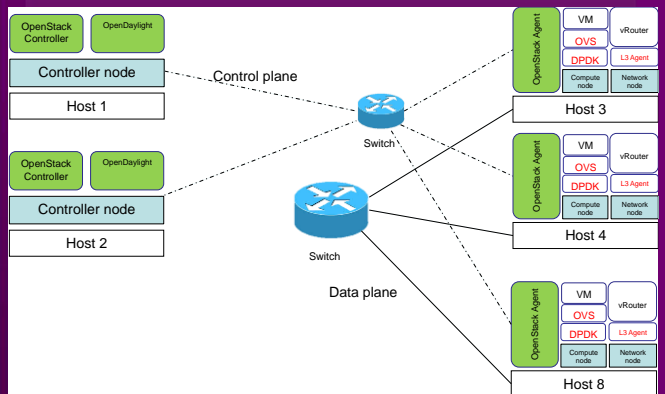 OpenStack
Controller
OpenDaylight
Controller node
Host 1
OpenStack
Controller
OpenDaylight
Controller node
Host 2
Control plane
Switch
Switch
Data plane
OpenStack Agent
VM
OVS
DPDK
vRouter
L3 Agent
Compute
node
Network
node
Host 3
OpenStack Agent
VM
OVS
DPDK
vRouter
L3 Agent
Compute
node
Network
node
Host 4
OpenStack Agent
VM
OVS
DPDK
vRouter
L3 Agent
Compute
node
Network
node
Host 8